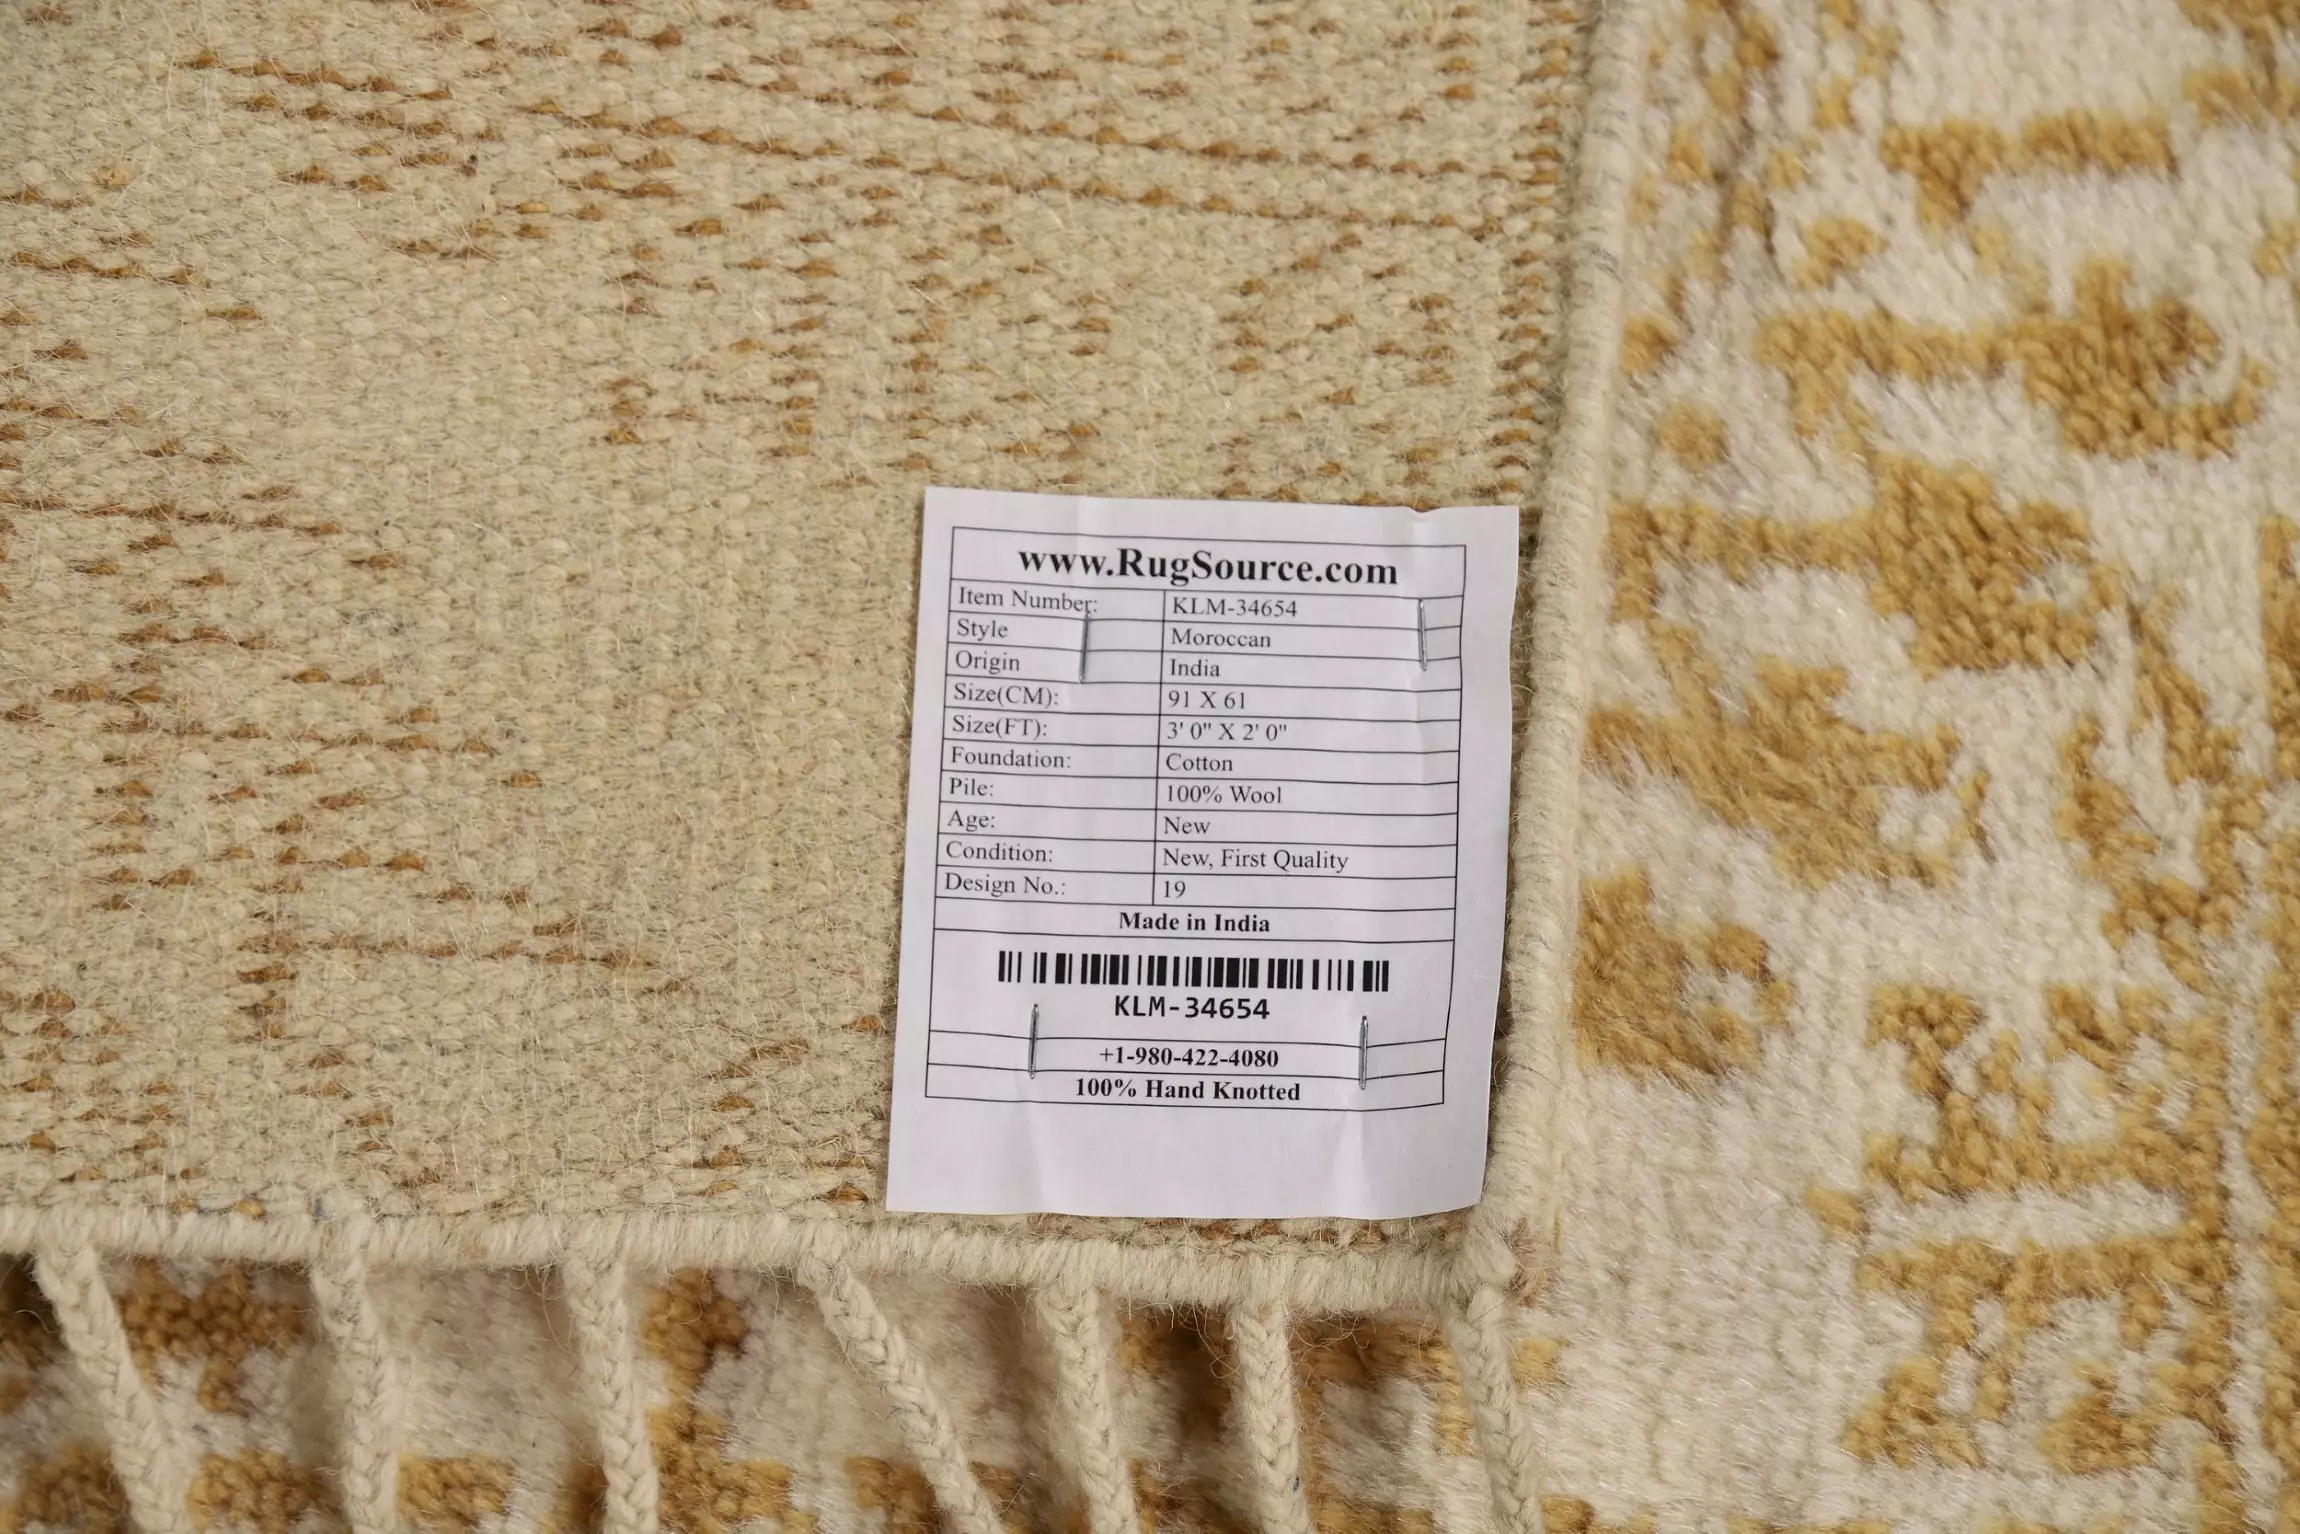 www.RugSource.com
Item Number: KLM-34654
Style Moroccan
Origin India
Size(CM): 91 X 61
Size(FT): 3' 0" X 2' 0"
Foundation: Cotton
Pile: 100% Wool
Age: New
Condition: New, First Quality
Design No.: 19
Made in India
KLM-34654
+1-980-422-4080
100% Hand Knotted